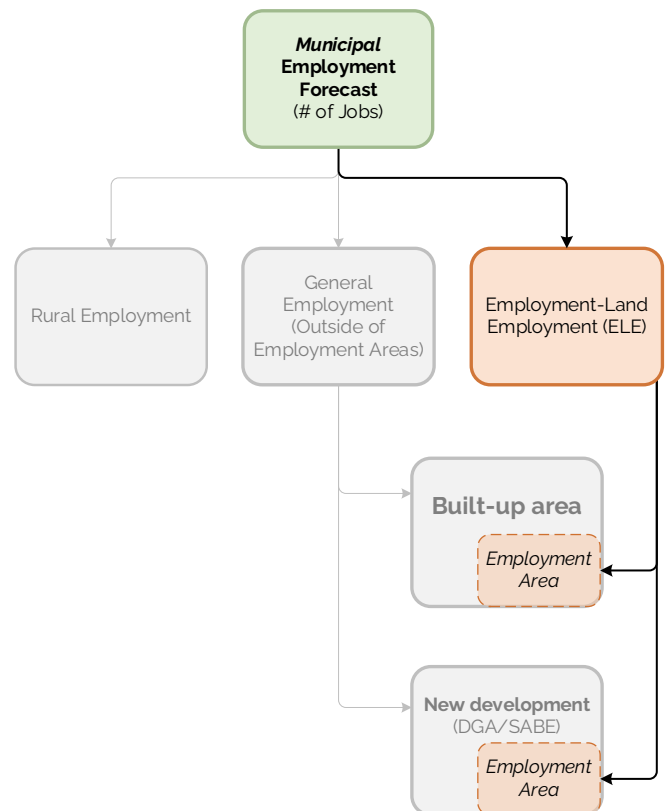 Municipal
Employment
Forecast
(# of Jobs)
Rural Employment
General
Employment
(Outside of
Employment Areas)
Employment-Land
Employment (ELE)
Built-up area
Employment
Area
New development
(DGA/SABE)
Employment
Area